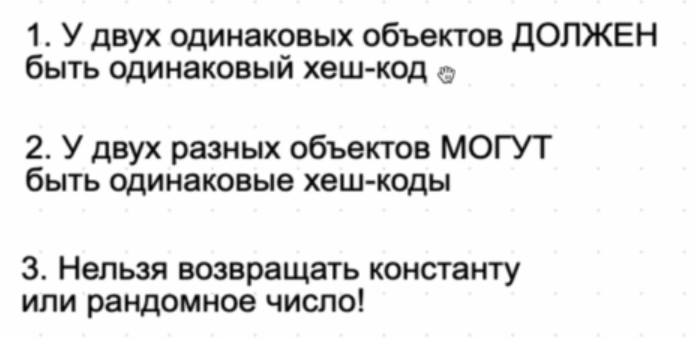 1. У двух одинаковых объектов ДОЛЖЕН
быть одинаковый хеш-код
2. У двух разных объектов МОГУТ
быть одинаковые хеш-коды
3. Нельзя возвращать константу
или рандомное число!